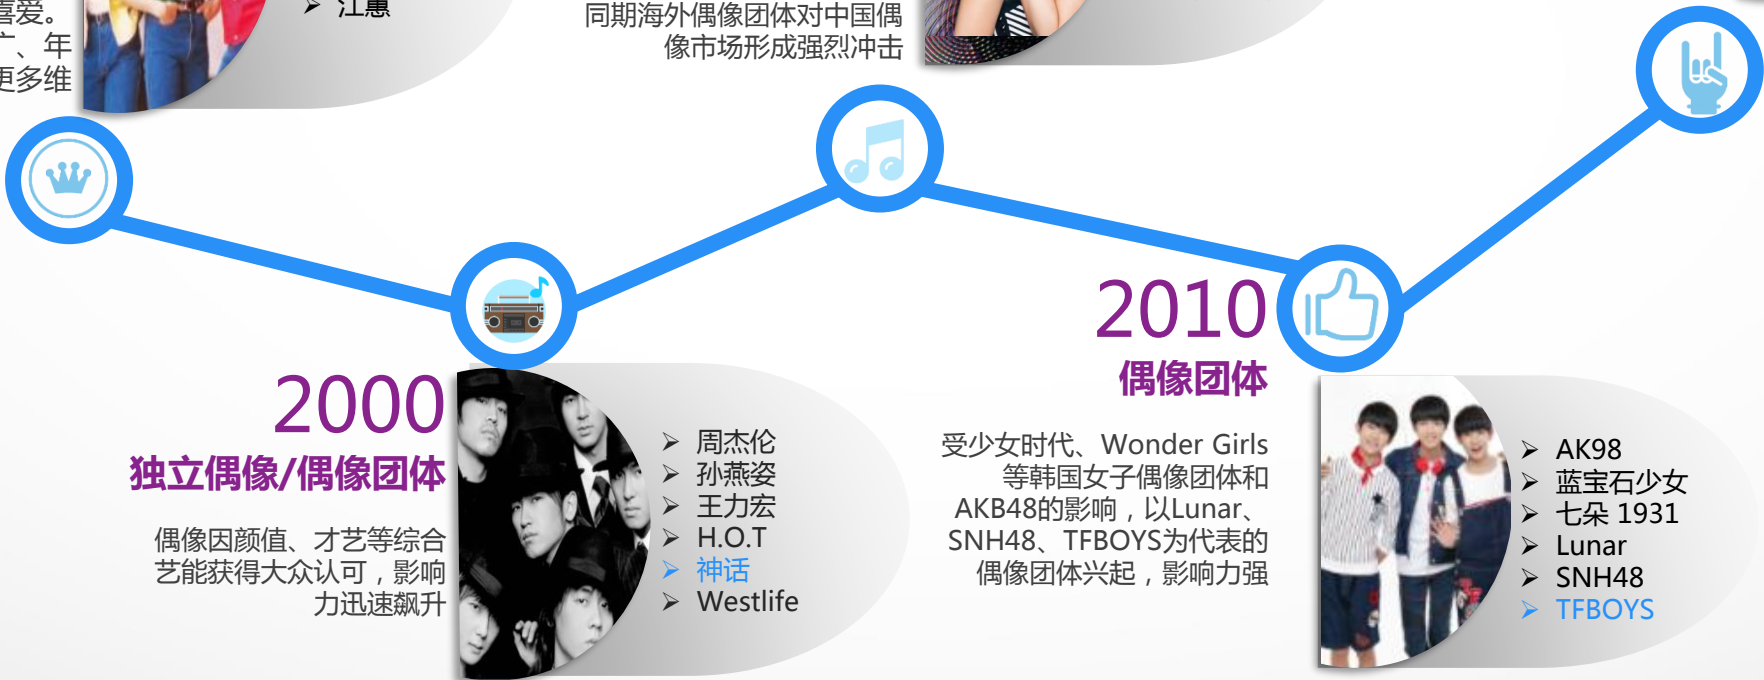 喜爱。
、年
更多维
江惠
同期海外偶像团体对中国偶
像市场形成强烈冲击
2000
独立偶像/偶像团体
偶像因颜值、才艺等综合
艺能获得大众认可，影响
力迅速飙升
周杰伦
孙燕姿
王力宏
H.O.T
神话
Westlife
2010
偶像团体
受少女时代、Wonder Girls
等韩国女子偶像团体和
AKB48的影响，以Lunar、
SNH48、TFBOYS为代表的
偶像团体兴起，影响力强
AK98
蓝宝石少女
七朵 1931
Lunar
SNH48
TFBOYS